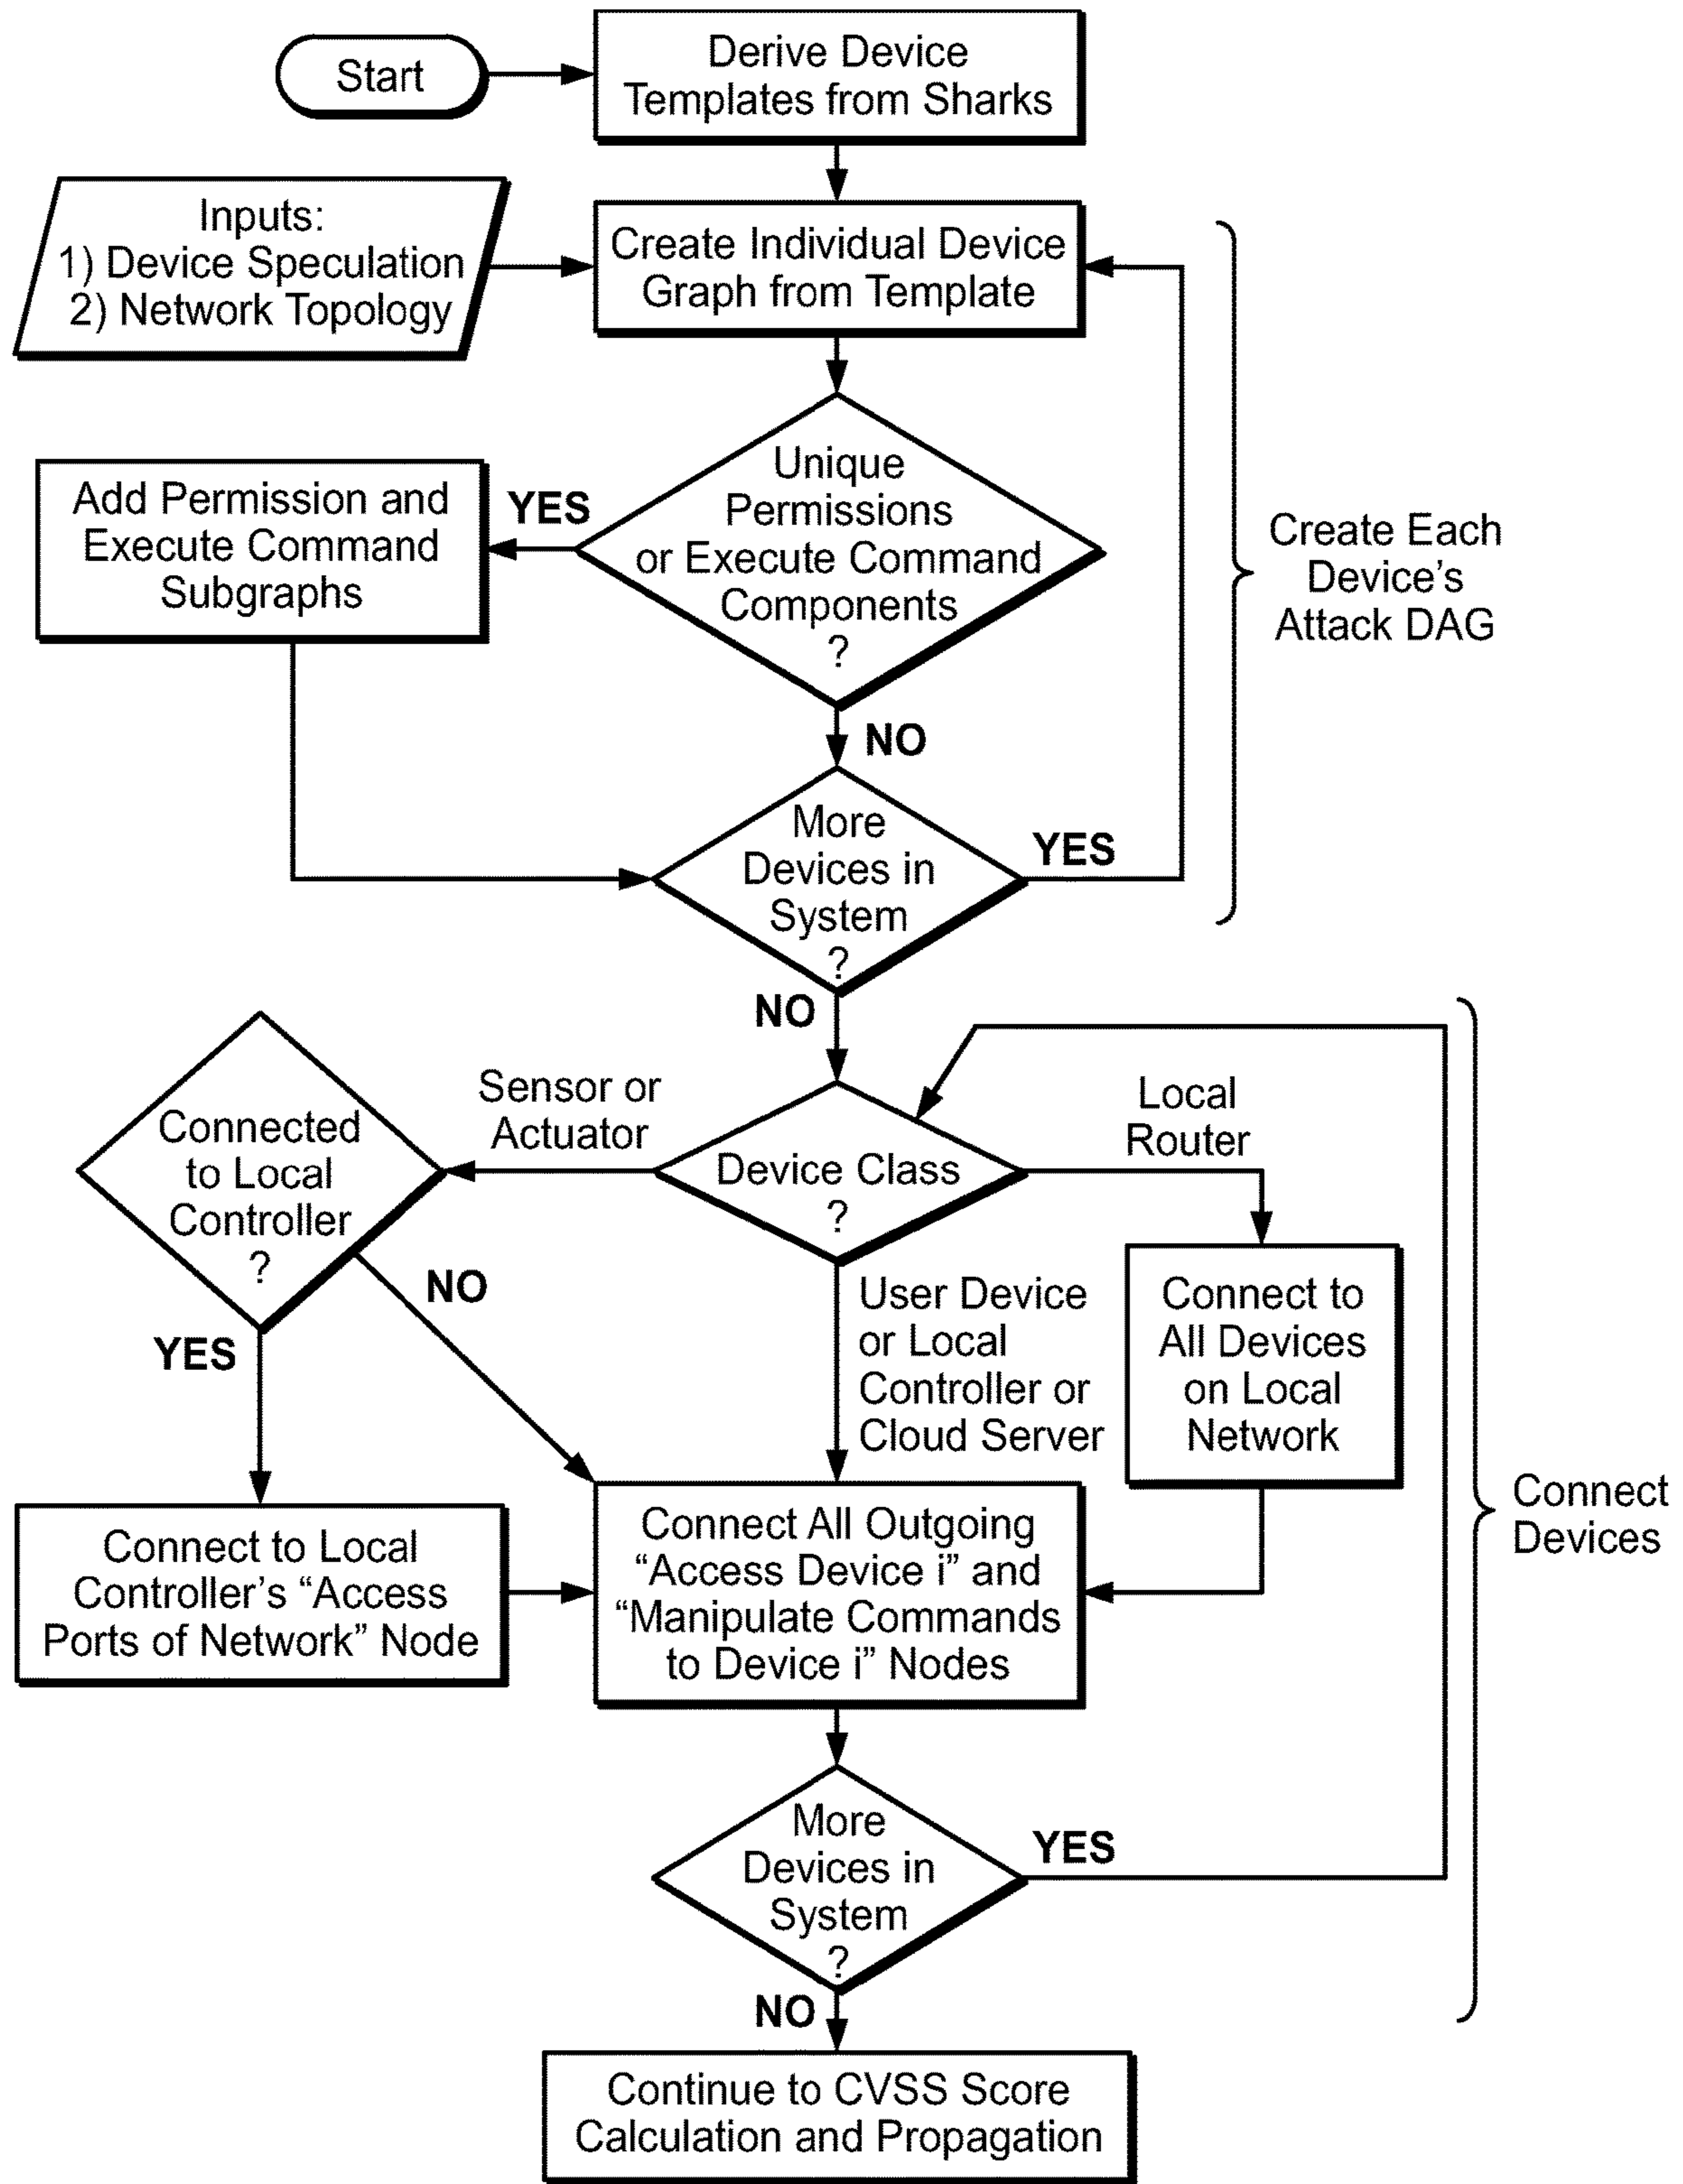 Start
Derive Device
Templates from Sharks
Inputs:
1) Device Speculation
2) Network Topology
Create Individual Device
Graph from Template
Unique
Permissions
or Execute Command
Components
?
YES
Add Permission and
Execute Command
Subgraphs
NO
Create Each
Device's
Attack DAG
More
Devices in
System
?
YES
NO
Device Class
?
Sensor or
Actuator
Local
Router
Connected
to Local
Controller
?
NO
YES
User Device
or Local
Controller or
Cloud Server
Connect to
All Devices
on Local
Network
Connect to Local
Controller's “Access
Ports of Network” Node
Connect All Outgoing
“Access Device i” and
“Manipulate Commands
to Device i” Nodes
Connect
Devices
More
Devices in
System
?
YES
NO
Continue to CVSS Score
Calculation and Propagation